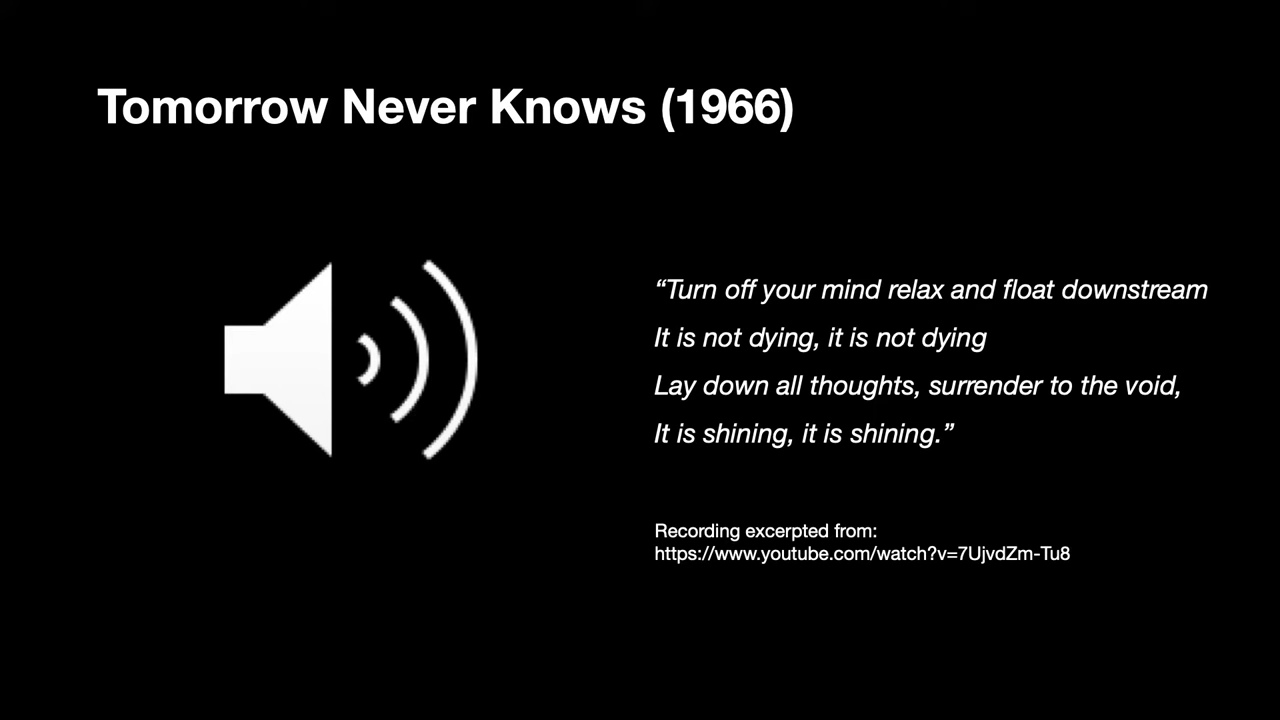 Tomorrow Never Knows (1966)
“Turn off your mind relax and float downstream
It is not dying, it is not dying
Lay down all thoughts, surrender to the void,
It is shining, it is shining.”
Recording excerpted from:
https://www.youtube.com/watch?v=7UjvdZm-Tu8